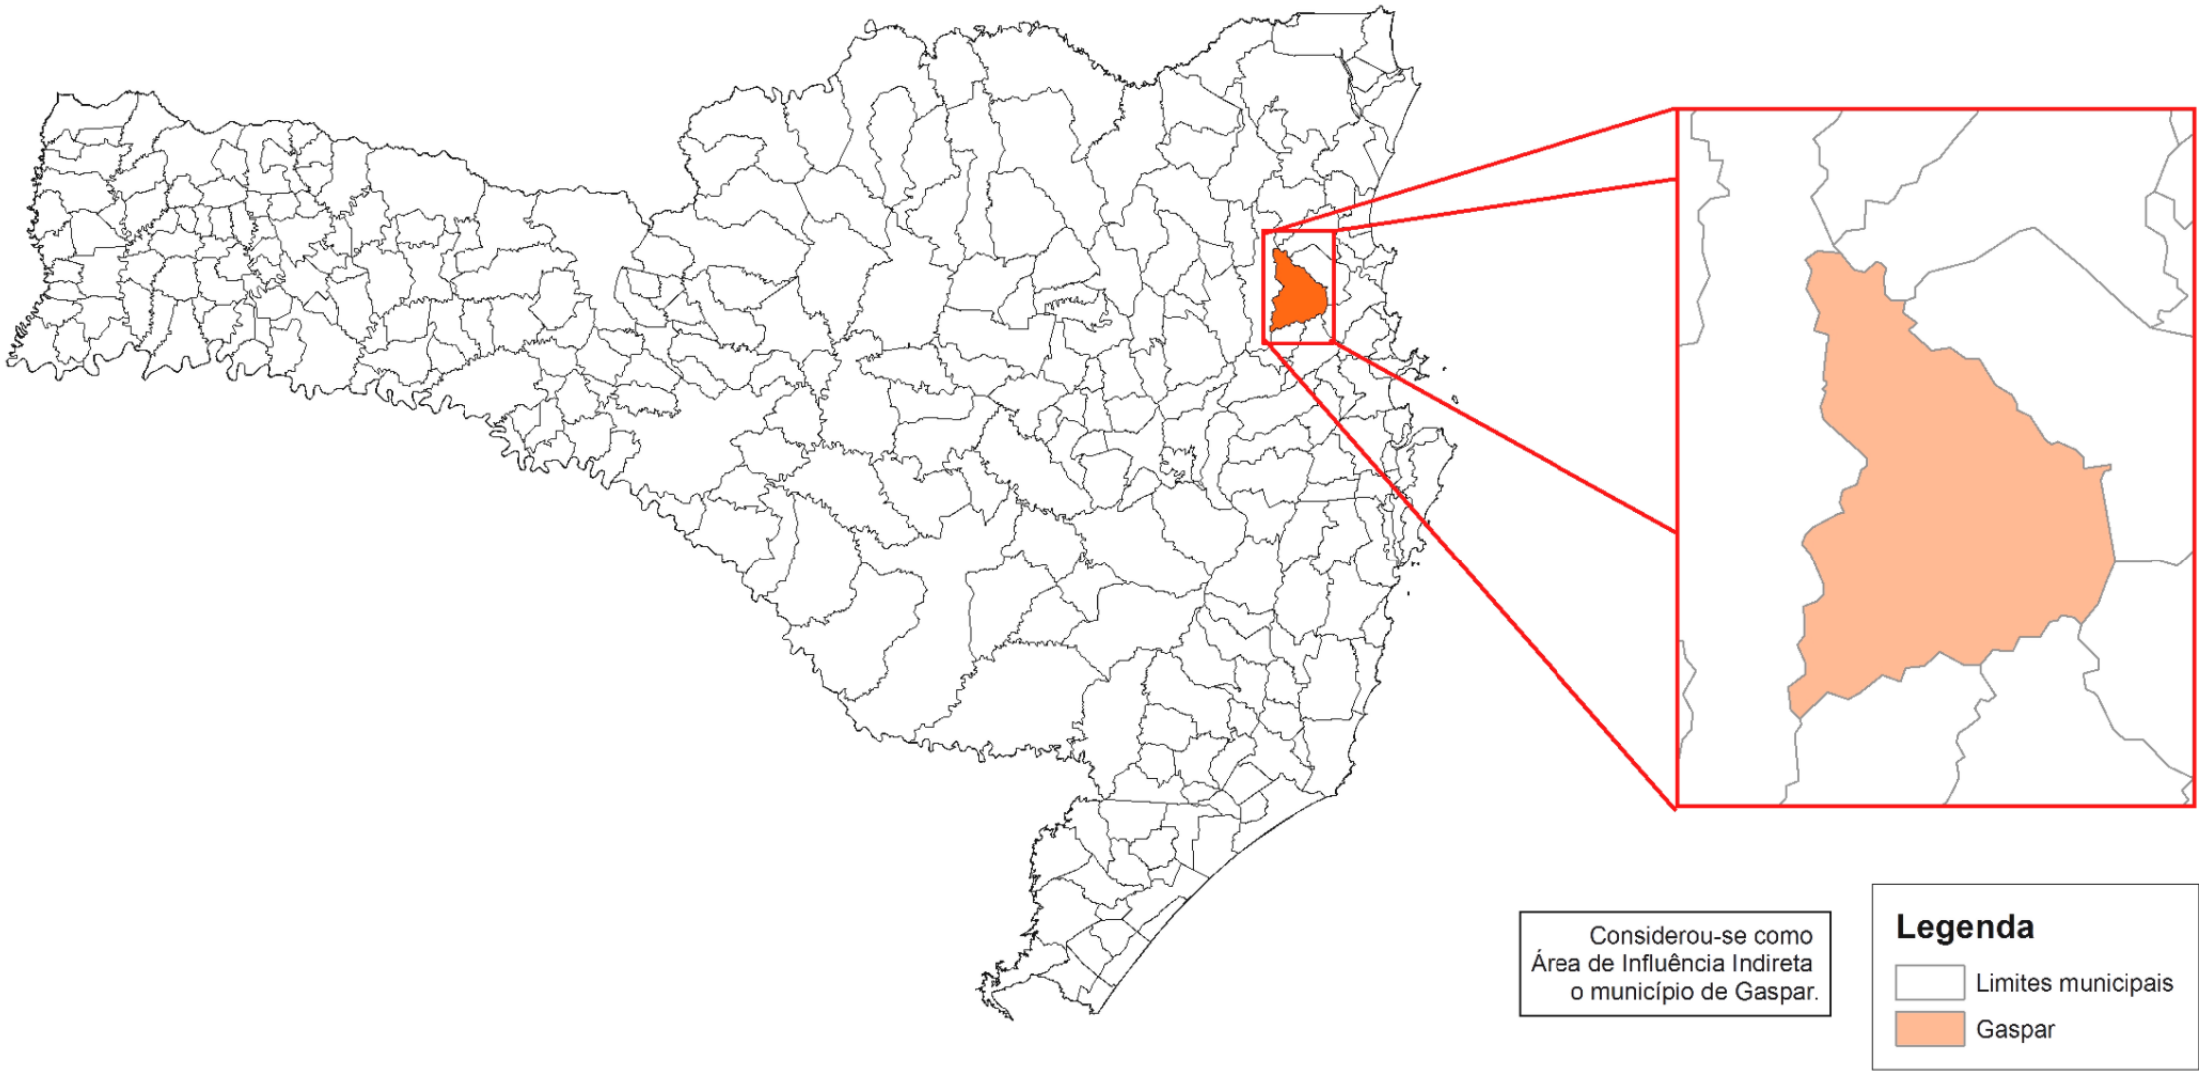 Considerou-se como
Área de Influência Indireta
o município de Gaspar.
Legenda
Limites municipais
Gaspar